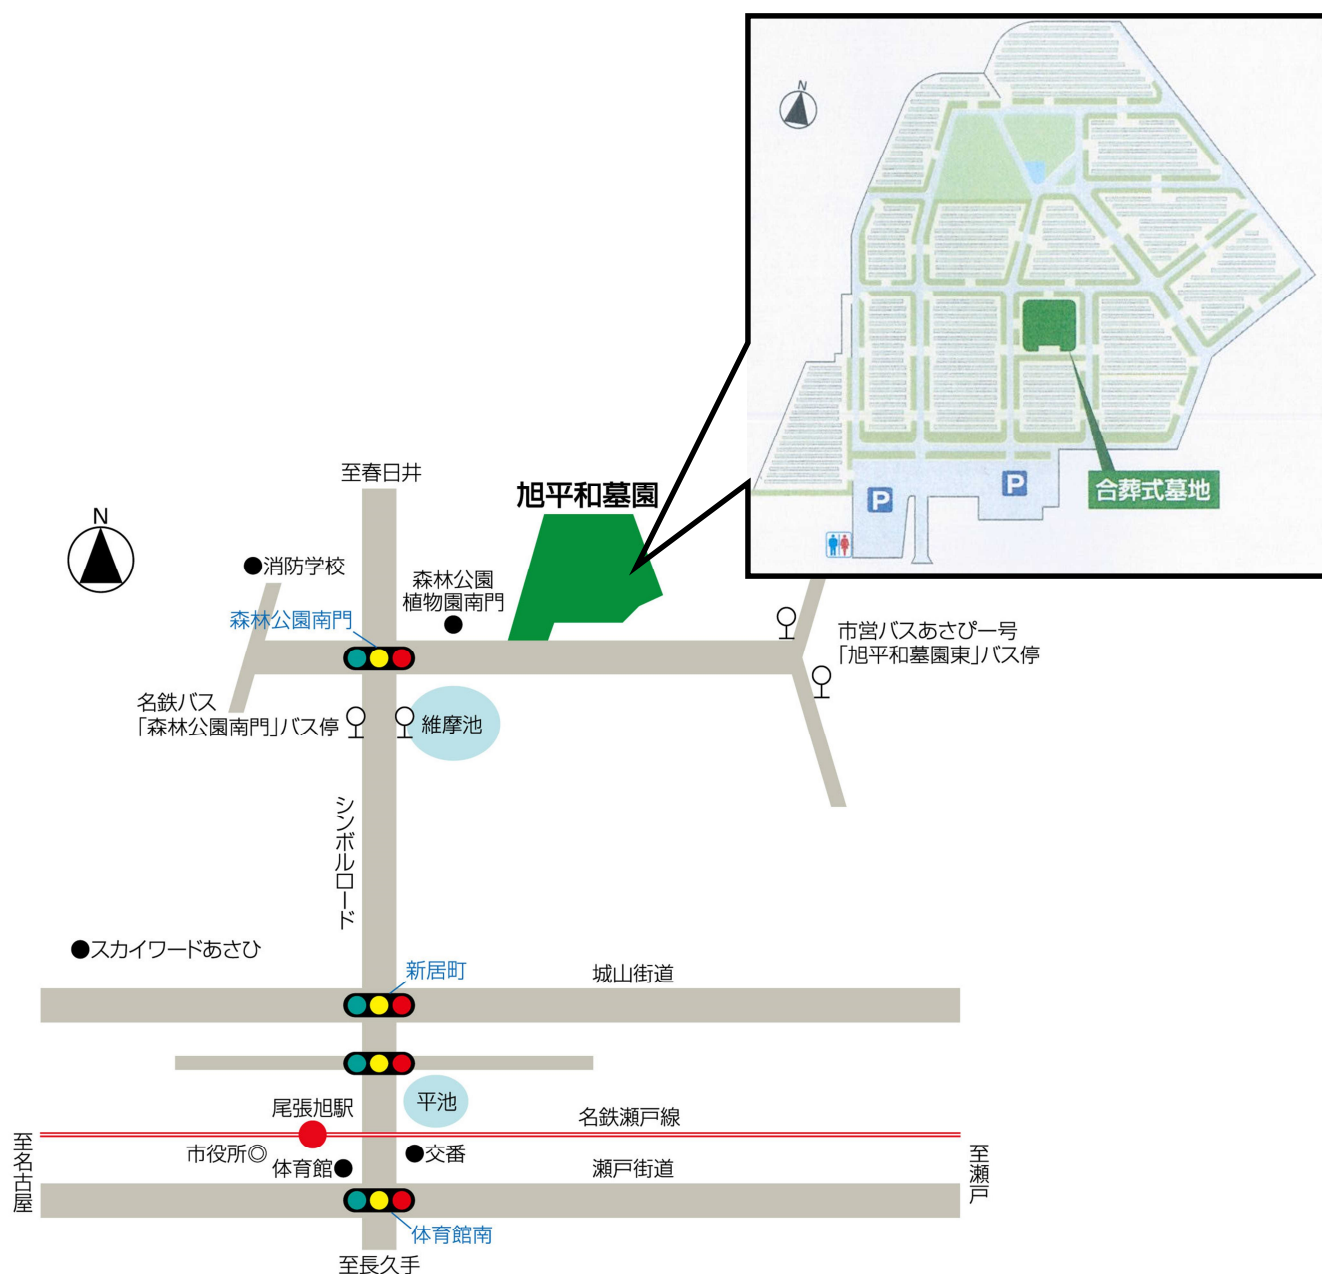 N
P
P
合葬式墓地
至春日井
旭平和墓園
N
消防学校
森林公園
植物園南門
森林公園南門
市営バスあさぴー号
「旭平和墓園東」バス停
名鉄バス
「森林公園南門」バス停
維摩池
シンボルロード
スカイワードあさひ
新居町
城山街道
平池
尾張旭駅
名鉄瀬戸線
至名古屋
市役所◎
交番
体育館
瀬戸街道
至瀬戸
体育館南
至長久手